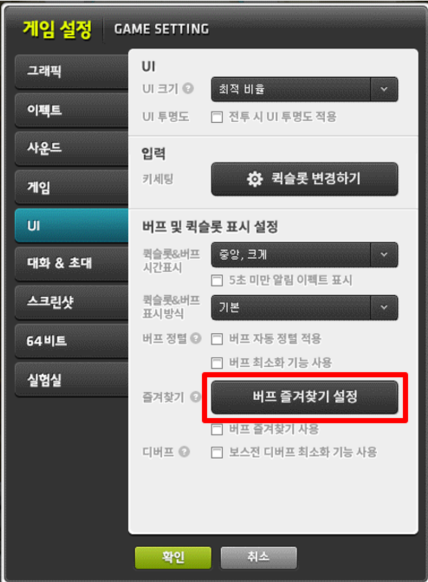 게임 설정 GAME SETTING
그래픽
이펙트
사운드
게임
UI
대화 & 초대
스크린샷
64비트
실험실
UI
UI 크기 ? 최적 비율
UI 투명도 전투 시 UI 투명도 적용
입력
키세팅 퀵슬롯 변경하기
버프 및 퀵슬롯 표시 설정
퀵슬롯&버프
시간표시
중앙, 크게
5초 미만 알림 이펙트 표시
퀵슬롯&버프
표시방식
기본
버프 정렬 ? 버프 자동 정렬 적용
버프 최소화 기능 사용
즐겨찾기 ? 버프 즐겨찾기 설정
버프 즐겨찾기 사용
디버프 ? 보스전 디버프 최소화 기능 사용
확인 취소